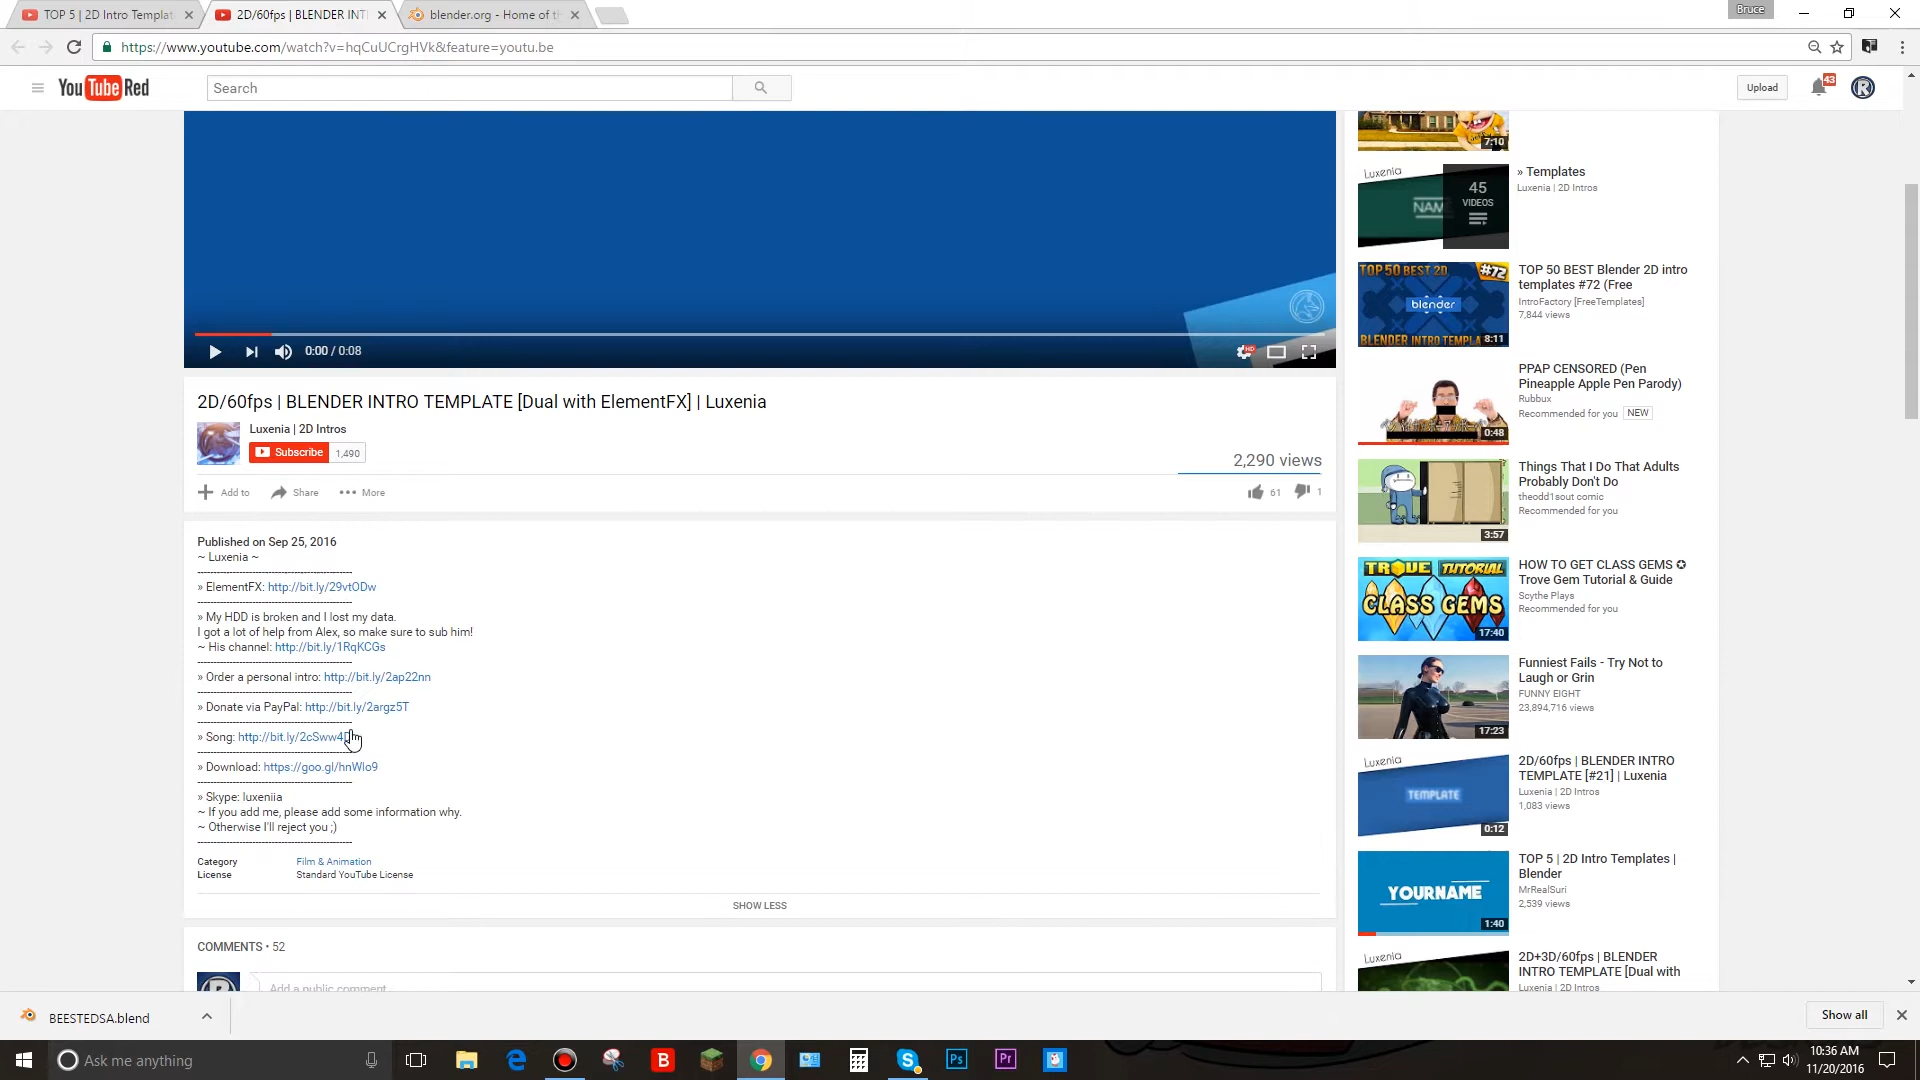 TOP 5 | 2D Intro Templat
2D/60fps | BLENDER INT
blender.org - Home of th
Bruce
https://www.youtube.com/watch?v=hqCuUCrgHVk&feature=youtu.be
YouTube Red
Search
Upload
43
0:00 / 0:08
HD
2D/60fps | BLENDER INTRO TEMPLATE [Dual with ElementFX] | Luxenia
Luxenia | 2D Intros
Subscribe
1,490
2,290 views
Add to
Share
More
61
1
Published on Sep 25, 2016
~ Luxenia ~
» ElementFX: http://bit.ly/29vtODw
» My HDD is broken and I lost my data.
I got a lot of help from Alex, so make sure to sub him!
~ His channel: http://bit.ly/1RqKCGs
» Order a personal intro: http://bit.ly/2ap22nn
» Donate via PayPal: http://bit.ly/2argz5T
» Song: http://bit.ly/2cSww4
» Download: https://goo.gl/hnWlo9
» Skype: luxeniia
~ If you add me, please add some information why.
~ Otherwise I'll reject you ;)
Category
Film & Animation
License
Standard YouTube License
SHOW LESS
COMMENTS • 52
Add a public comment...
7:10
Luxenia
NAM
45
VIDEOS
» Templates
Luxenia | 2D Intros
TOP 50 BEST 2D
#72
blender
BLENDER INTRO TEMPLA
8:11
TOP 50 BEST Blender 2D intro
templates #72 (Free
IntroFactory [FreeTemplates]
7,844 views
0:48
PPAP CENSORED (Pen
Pineapple Apple Pen Parody)
Rubbux
Recommended for you
NEW
3:57
Things That I Do That Adults
Probably Don't Do
theodd1sout comic
Recommended for you
TROVE TUTORIAL
CLASS GEMS
17:40
HOW TO GET CLASS GEMS ✪
Trove Gem Tutorial & Guide
Scythe Plays
Recommended for you
17:23
Funniest Fails - Try Not to
Laugh or Grin
FUNNY EIGHT
23,894,716 views
Luxenia
TEMPLATE
0:12
2D/60fps | BLENDER INTRO
TEMPLATE [#21] | Luxenia
Luxenia | 2D Intros
1,083 views
YOURNAME
1:40
TOP 5 | 2D Intro Templates |
Blender
MrRealSuri
2,539 views
Luxenia
2D+3D/60fps | BLENDER
INTRO TEMPLATE [Dual with
Luxenia | 2D Intros
BEESTEDSA.blend
Show all
Ask me anything
B
Ps
Pr
10:36 AM
11/20/2016